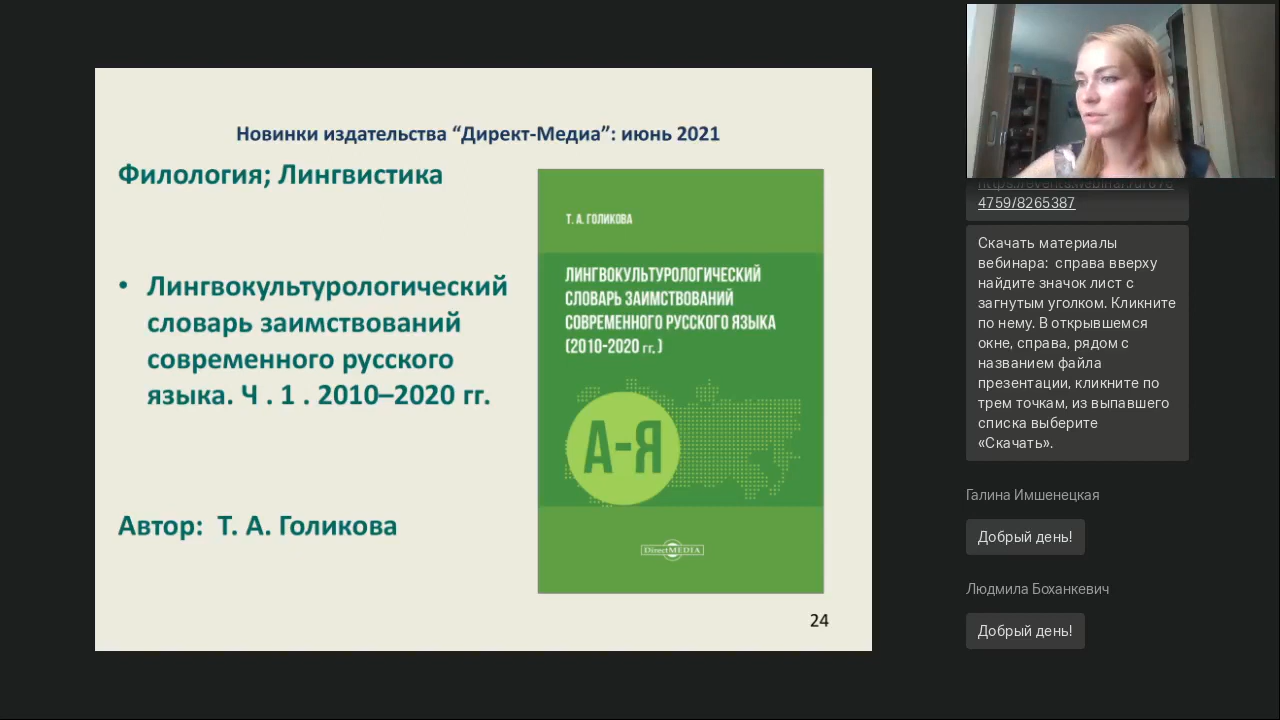 Новинки издательства “Директ-Медиа”: июнь 2021
Филология; Лингвистика
• Лингвокультурологический
словарь заимствований
современного русского
языка. Ч . 1 . 2010–2020 гг.
Автор: Т. А. Голикова
Т. А. ГОЛИКОВА
ЛИНГВОКУЛЬТУРОЛОГИЧЕСКИЙ
СЛОВАРЬ ЗАИМСТВОВАНИЙ
СОВРЕМЕННОГО РУССКОГО ЯЗЫКА
(2010-2020 гг.)
А-Я
DirectMEDIA
24
4759/8265387
Скачать материалы
вебинара: справа вверху
найдите значок лист с
загнутым уголком. Кликните
по нему. В открывшемся
окне, справа, рядом с
названием файла
презентации, кликните по
трем точкам, из выпавшего
списка выберите
«Скачать».
Галина Имшенецкая
Добрый день!
Людмила Боханкевич
Добрый день!